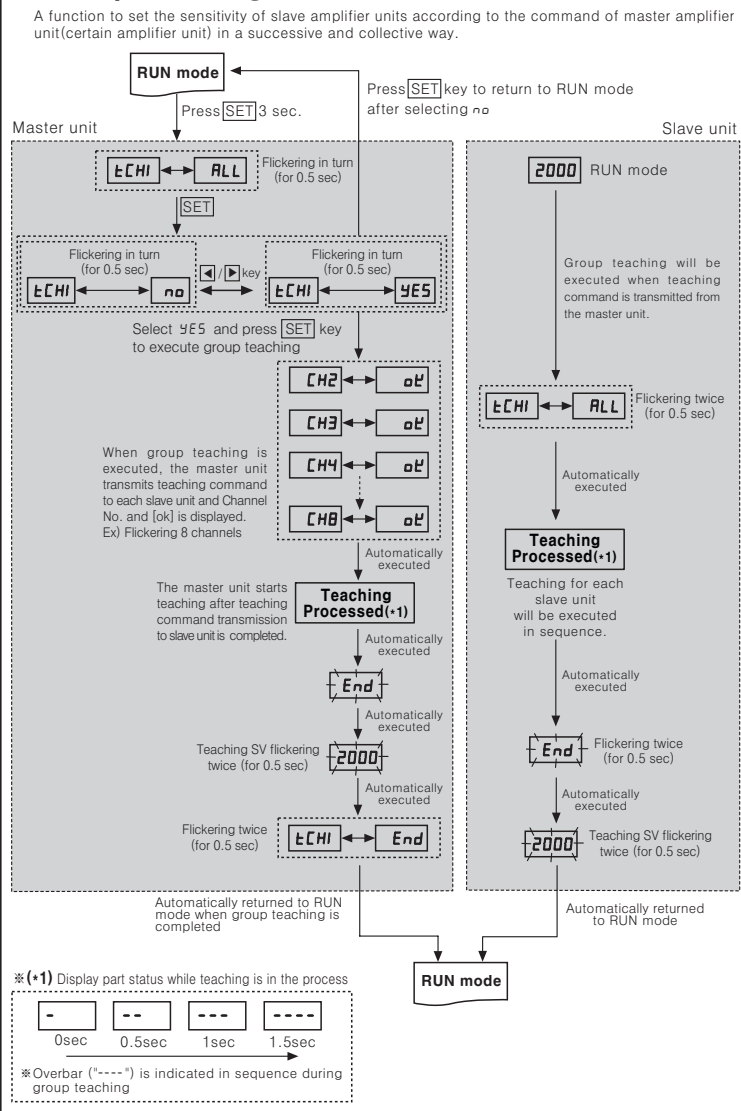 A function to set the sensitivity of slave amplifier units according to the command of master amplifier
unit(certain amplifier unit) in a successive and collective way.
RUN mode
Press SET key to return to RUN mode
after selecting no
Press SET 3 sec.
Master unit
tCH1
ALL
Flickering in turn
(for 0.5 sec)
SET
Flickering in turn
(for 0.5 sec)
tCH1
no
◀ / ▶ key
Flickering in turn
(for 0.5 sec)
tCH1
YES
Select YES and press SET key
to execute group teaching
CH2
ok
CH3
ok
CH4
ok
CH8
ok
When group teaching is
executed, the master unit
transmits teaching command
to each slave unit and Channel
No. and [ok] is displayed.
Ex) Flickering 8 channels
Automatically
executed
The master unit starts
teaching after teaching
command transmission
to slave unit is completed.
Teaching
Processed(*1)
Automatically
executed
End
Automatically
executed
Teaching SV flickering
twice (for 0.5 sec)
2000
Automatically
executed
Flickering twice
(for 0.5 sec)
tCH1
End
Automatically returned to RUN
mode when group teaching is
completed
Slave unit
2000
RUN mode
Group teaching will be
executed when teaching
command is transmitted from
the master unit.
tCH1
ALL
Flickering twice
(for 0.5 sec)
Automatically
executed
Teaching
Processed(*1)
Teaching for each
slave unit
will be executed
in sequence.
Automatically
executed
End
Flickering twice
(for 0.5 sec)
Automatically
executed
2000
Teaching SV flickering
twice (for 0.5 sec)
Automatically returned
to RUN mode
RUN mode
※(*1) Display part status while teaching is in the process
-
--
---
----
0sec
0.5sec
1sec
1.5sec
※Overbar ("----") is indicated in sequence during
group teaching